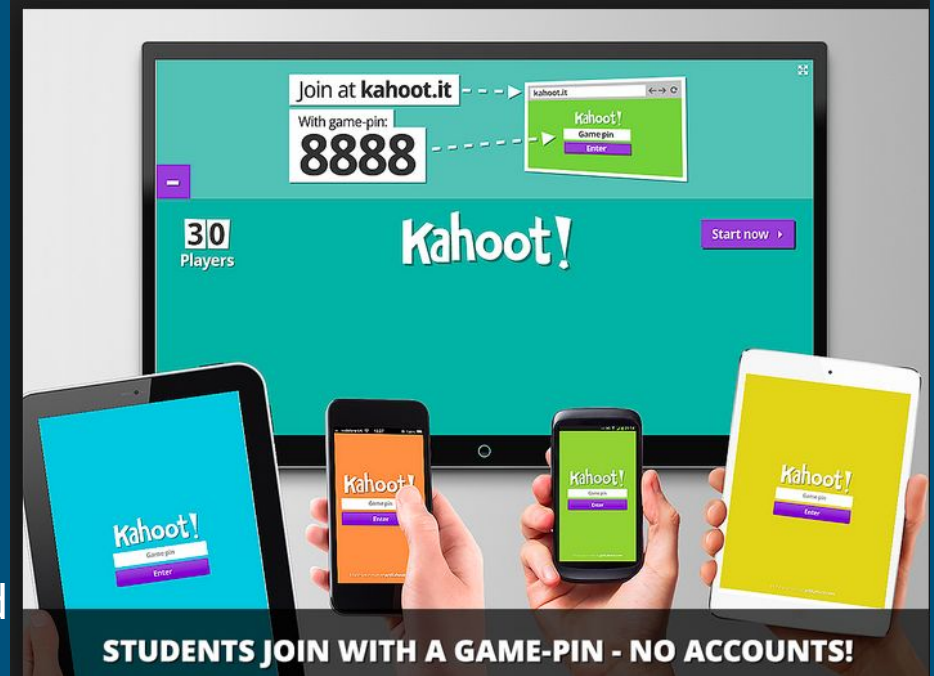 Join at kahoot.it
With game-pin:
8888
kahoot.it
Kahoot!
Game pin
Enter
30
Players
Kahoot!
Start now
Kahoot!
Game pin
Enter
Kahoot!
Game pin
Enter
Kahoot!
Game pin
Enter
Kahoot!
Game pin
Enter
STUDENTS JOIN WITH A GAME-PIN - NO ACCOUNTS!